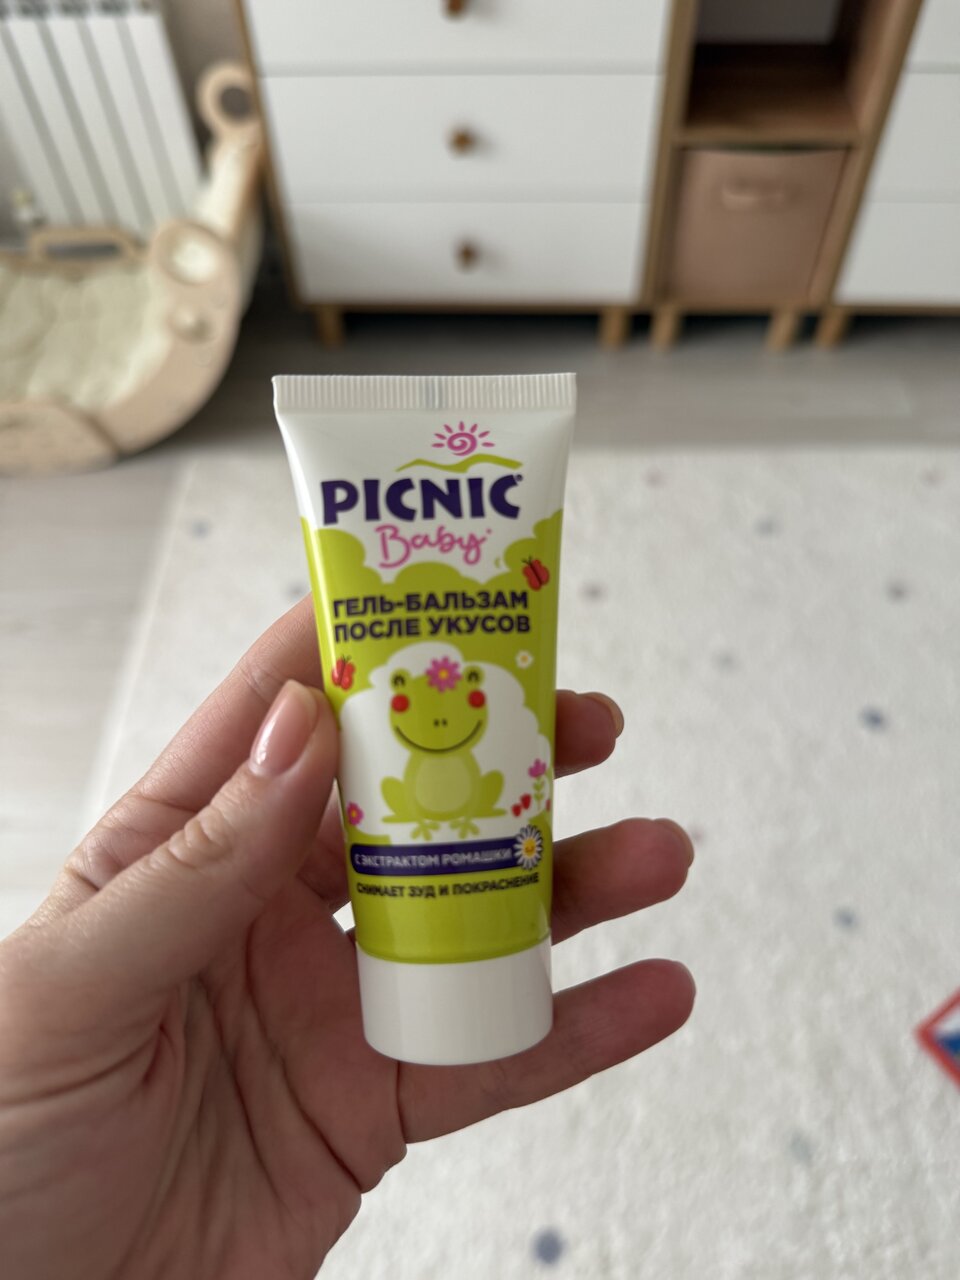 PICNIC
Baby
ГЕЛЬ-БАЛЬЗАМ
ПОСЛЕ УКУСОВ
С ЭКСТРАКТОМ РОМАШКИ
СНИМАЕТ ЗУД И ПОКРАСНЕНИЕ